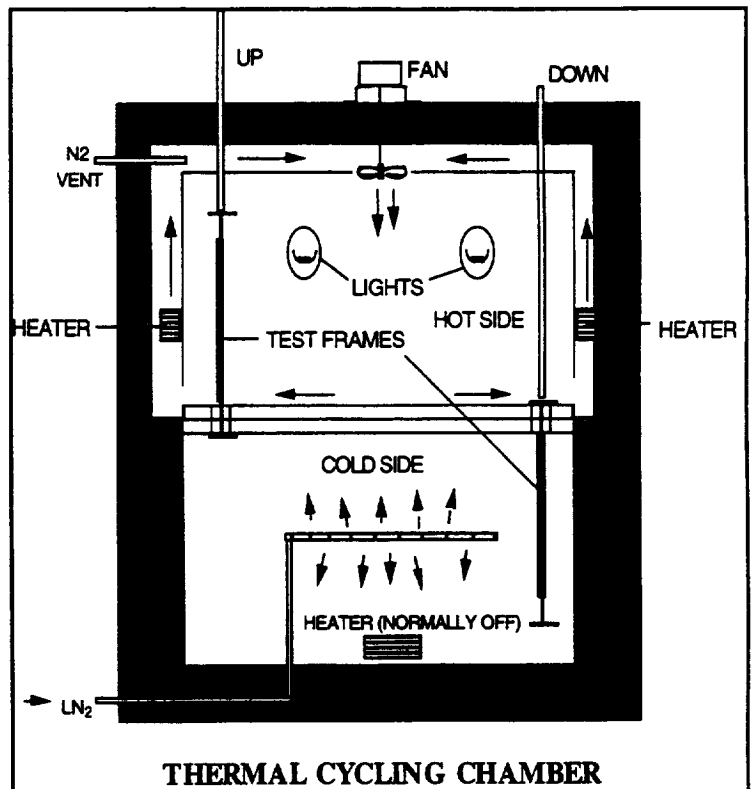 UP
FAN
DOWN
N2
VENT
LIGHTS
HOT SIDE
HEATER
TEST FRAMES
HEATER
COLD SIDE
HEATER (NORMALLY OFF)
LN₂
THERMAL CYCLING CHAMBER